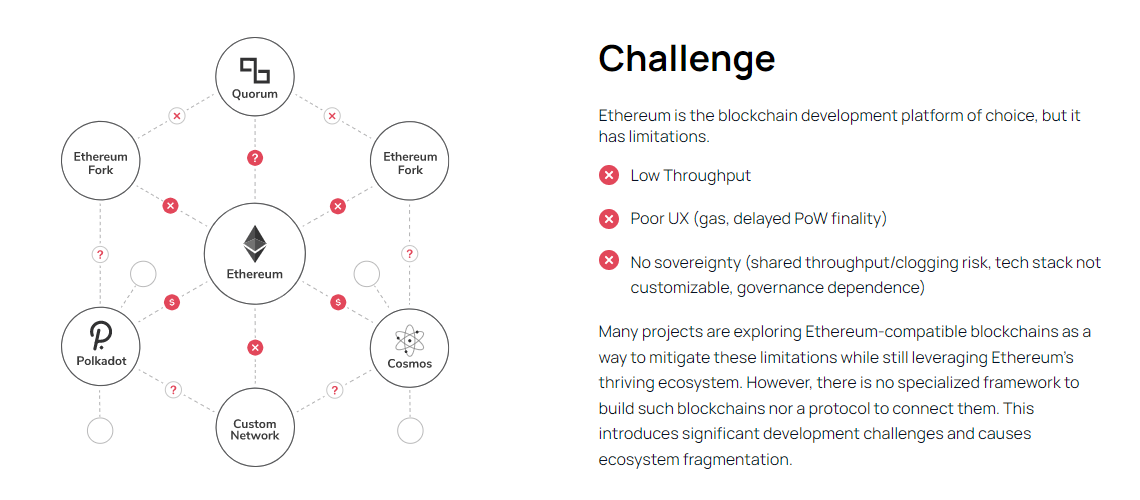 Quorum
Ethereum
Fork
Ethereum
Fork
Ethereum
Polkadot
Cosmos
Custom
Network
×
×
?
×
×
?
?
$
$
×
?
?
Challenge
Ethereum is the blockchain development platform of choice, but it
has limitations.
Low Throughput
Poor UX (gas, delayed PoW finality)
No sovereignty (shared throughput/clogging risk, tech stack not
customizable, governance dependence)
Many projects are exploring Ethereum-compatible blockchains as a
way to mitigate these limitations while still leveraging Ethereum's
thriving ecosystem. However, there is no specialized framework to
build such blockchains nor a protocol to connect them. This
introduces significant development challenges and causes
ecosystem fragmentation.